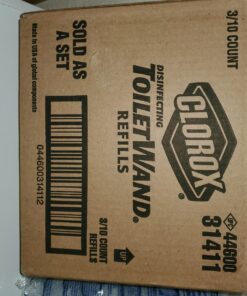 3/10 COUNT
CLOROX®
DISINFECTING
TOILETWAND®
REFILLS
SOLD AS
A SET
Made in USA of global components
044600314112
3/10 COUNT
REFILLS
UP
UPC 44600
31411